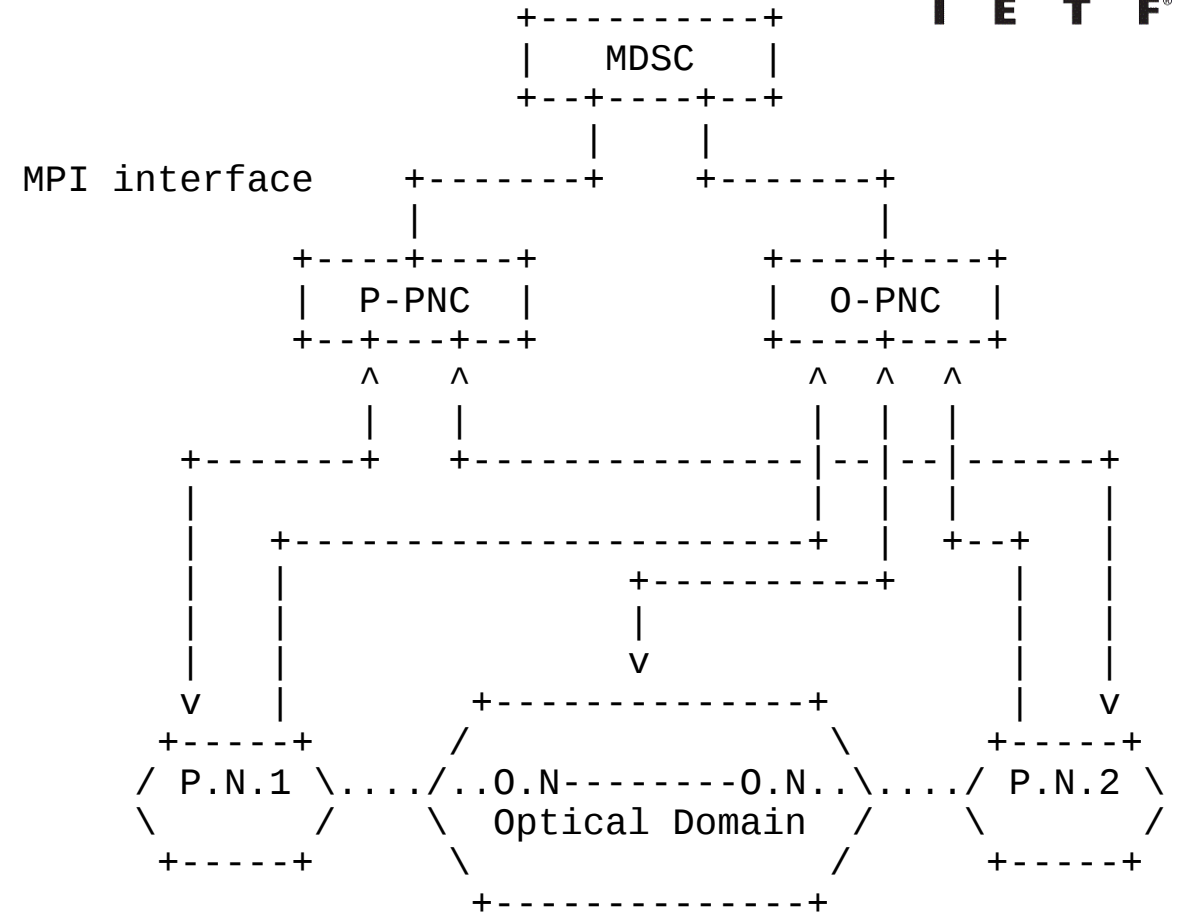 I E T F®
MDSC
MPI interface
P-PNC O-PNC
P.N.1 O.N O.N P.N.2
Optical Domain